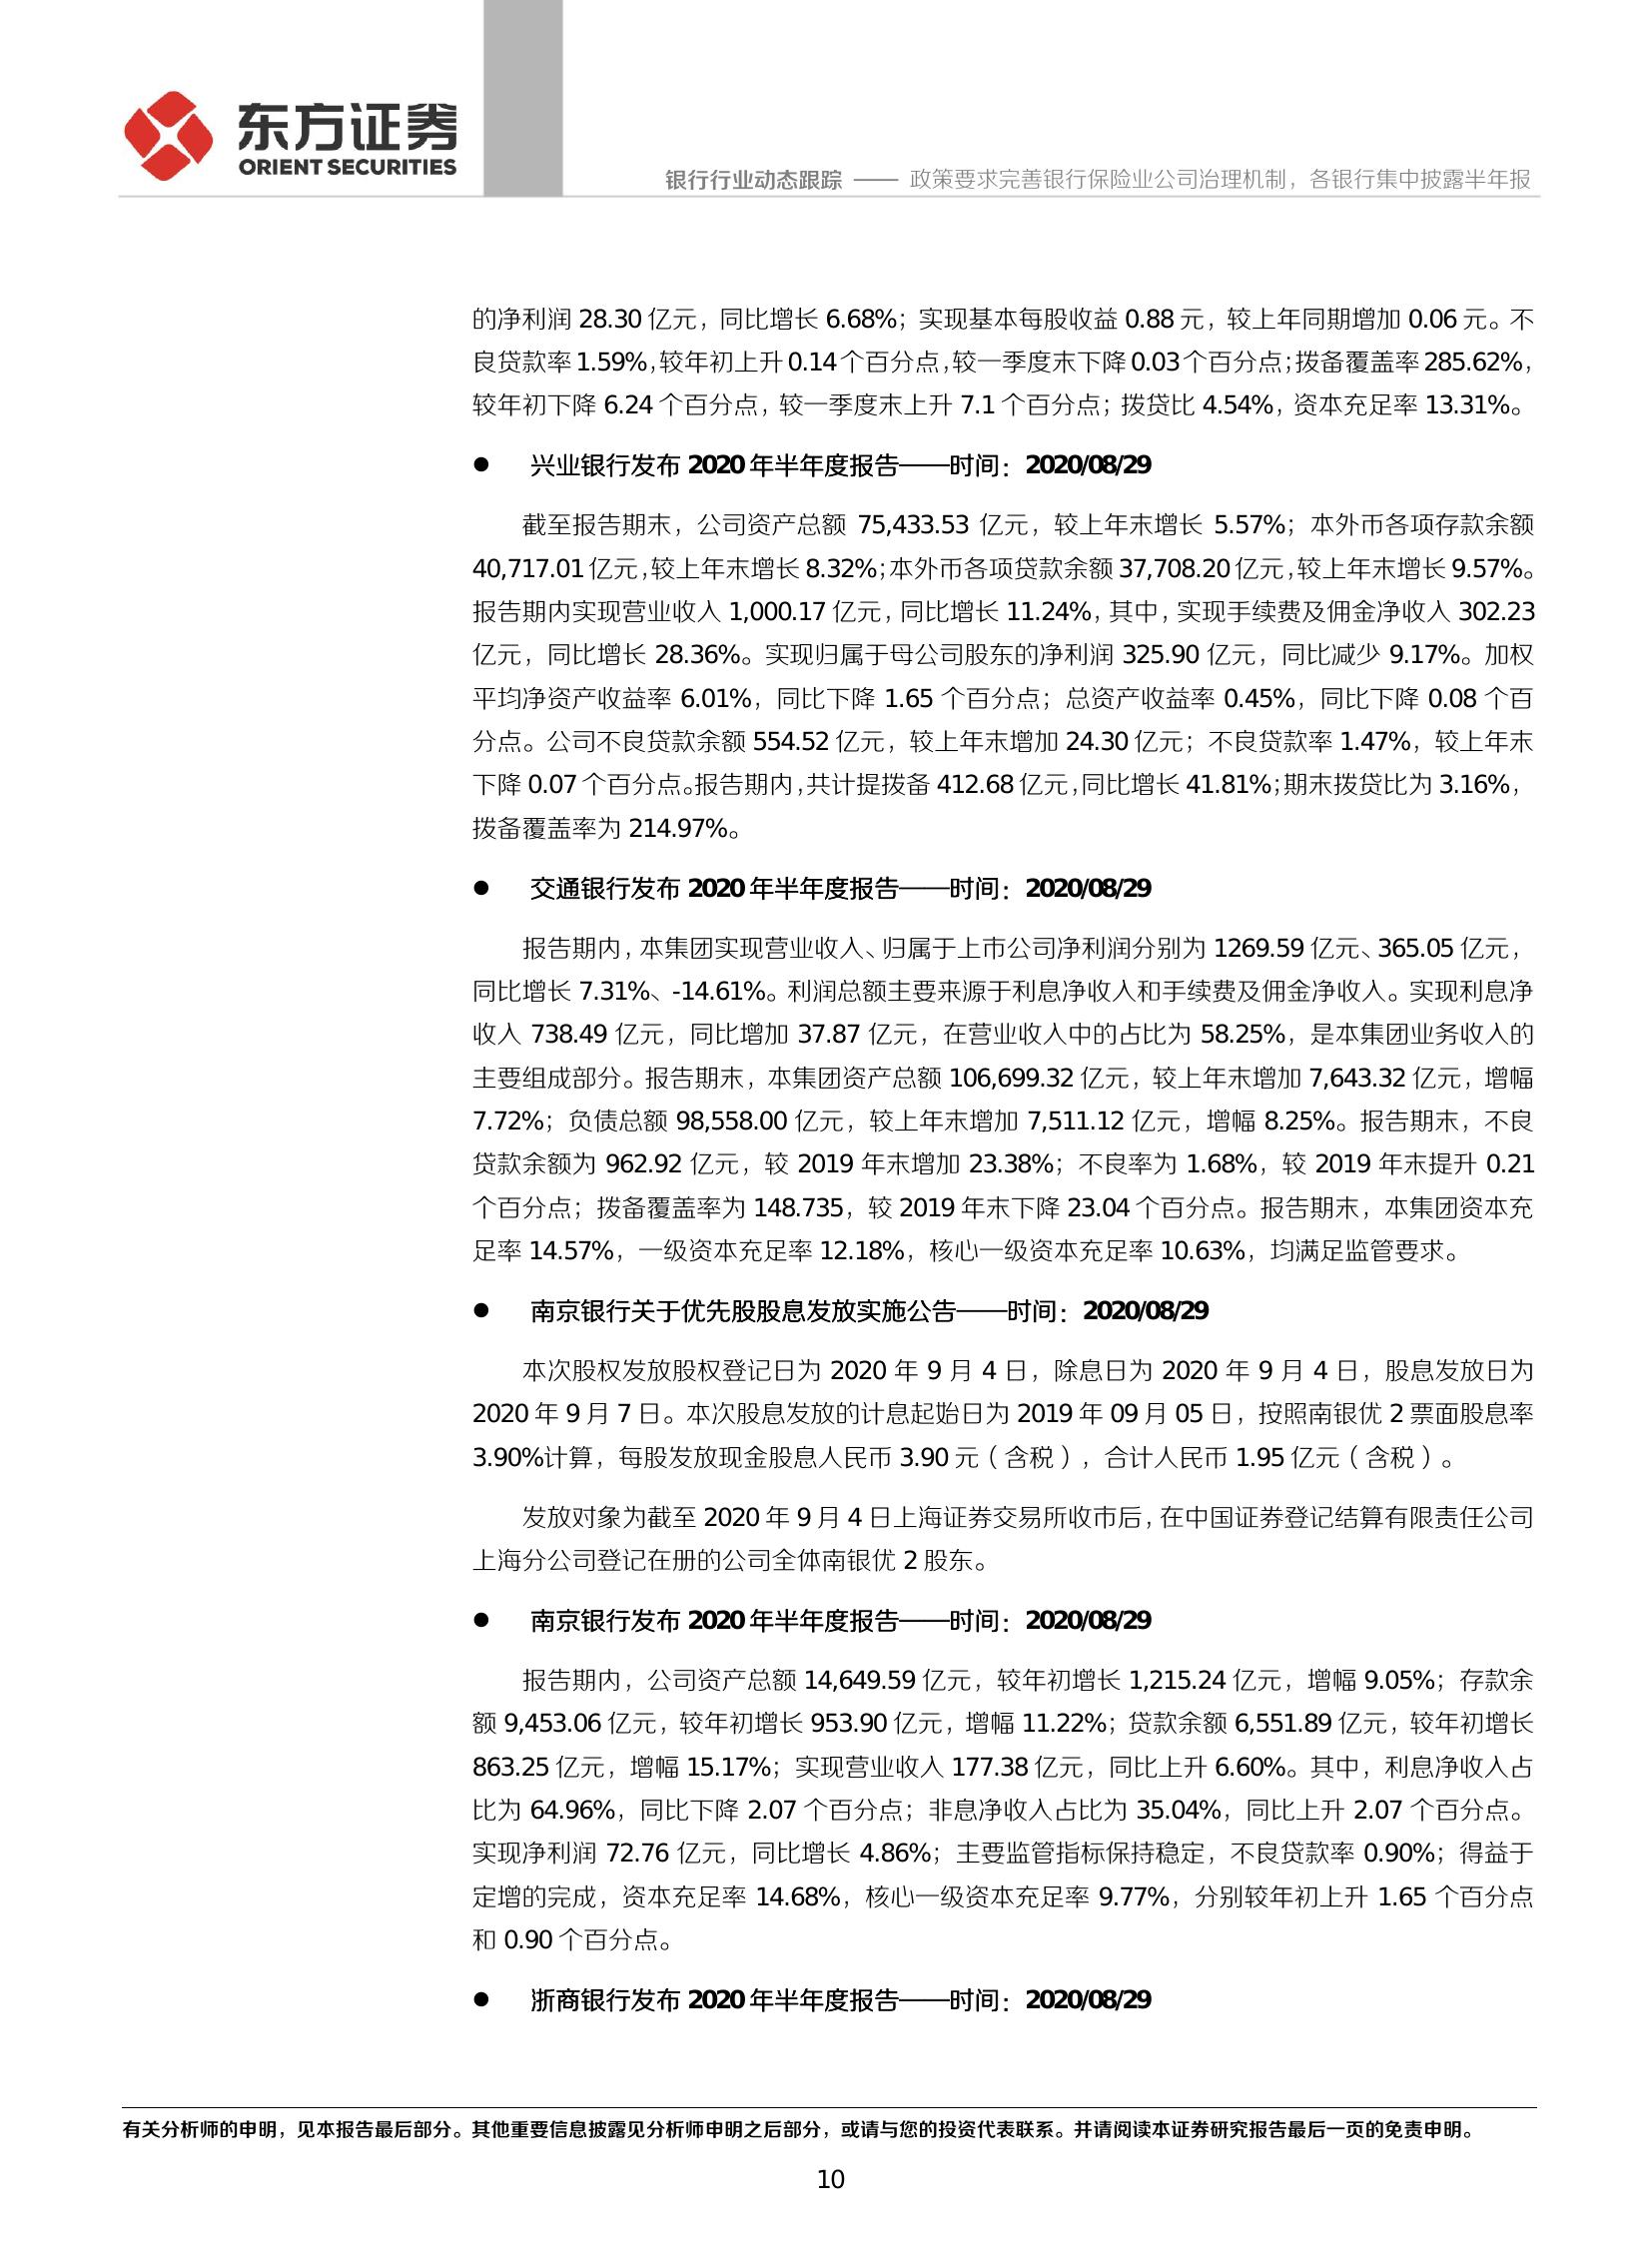 东方证券
ORIENT SECURITIES
银行行业动态跟踪 —— 政策要求完善银行保险业公司治理机制，各银行集中披露半年报
的净利润 28.30 亿元，同比增长 6.68%；实现基本每股收益 0.88 元，较上年同期增加 0.06 元。不
良贷款率 1.59%，较年初上升 0.14 个百分点，较一季度末下降 0.03 个百分点；拨备覆盖率 285.62%，
较年初下降 6.24 个百分点，较一季度末上升 7.1 个百分点；拨贷比 4.54%，资本充足率 13.31%。
● 兴业银行发布 2020 年半年度报告——时间：2020/08/29
截至报告期末，公司资产总额 75,433.53 亿元，较上年末增长 5.57%；本外币各项存款余额
40,717.01 亿元，较上年末增长 8.32%；本外币各项贷款余额 37,708.20 亿元，较上年末增长 9.57%。
报告期内实现营业收入 1,000.17 亿元，同比增长 11.24%，其中，实现手续费及佣金净收入 302.23
亿元，同比增长 28.36%。实现归属于母公司股东的净利润 325.90 亿元，同比减少 9.17%。加权
平均净资产收益率 6.01%，同比下降 1.65 个百分点；总资产收益率 0.45%，同比下降 0.08 个百
分点。公司不良贷款余额 554.52 亿元，较上年末增加 24.30 亿元；不良贷款率 1.47%，较上年末
下降 0.07 个百分点。报告期内，共计提拨备 412.68 亿元，同比增长 41.81%；期末拨贷比为 3.16%，
拨备覆盖率为 214.97%。
● 交通银行发布 2020 年半年度报告——时间：2020/08/29
报告期内，本集团实现营业收入、归属于上市公司净利润分别为 1269.59 亿元、365.05 亿元，
同比增长 7.31%、-14.61%。利润总额主要来源于利息净收入和手续费及佣金净收入。实现利息净
收入 738.49 亿元，同比增加 37.87 亿元，在营业收入中的占比为 58.25%，是本集团业务收入的
主要组成部分。报告期末，本集团资产总额 106,699.32 亿元，较上年末增加 7,643.32 亿元，增幅
7.72%；负债总额 98,558.00 亿元，较上年末增加 7,511.12 亿元，增幅 8.25%。报告期末，不良
贷款余额为 962.92 亿元，较 2019 年末增加 23.38%；不良率为 1.68%，较 2019 年末提升 0.21
个百分点；拨备覆盖率为 148.735，较 2019 年末下降 23.04 个百分点。报告期末，本集团资本充
足率 14.57%，一级资本充足率 12.18%，核心一级资本充足率 10.63%，均满足监管要求。
● 南京银行关于优先股股息发放实施公告——时间：2020/08/29
本次股权发放股权登记日为 2020 年 9 月 4 日，除息日为 2020 年 9 月 4 日，股息发放日为
2020 年 9 月 7 日。本次股息发放的计息起始日为 2019 年 09 月 05 日，按照南银优 2 票面股息率
3.90%计算，每股发放现金股息人民币 3.90 元（含税），合计人民币 1.95 亿元（含税）。
发放对象为截至 2020 年 9 月 4 日上海证券交易所收市后，在中国证券登记结算有限责任公司
上海分公司登记在册的公司全体南银优 2 股东。
● 南京银行发布 2020 年半年度报告——时间：2020/08/29
报告期内，公司资产总额 14,649.59 亿元，较年初增长 1,215.24 亿元，增幅 9.05%；存款余
额 9,453.06 亿元，较年初增长 953.90 亿元，增幅 11.22%；贷款余额 6,551.89 亿元，较年初增长
863.25 亿元，增幅 15.17%；实现营业收入 177.38 亿元，同比上升 6.60%。其中，利息净收入占
比为 64.96%，同比下降 2.07 个百分点；非息净收入占比为 35.04%，同比上升 2.07 个百分点。
实现净利润 72.76 亿元，同比增长 4.86%；主要监管指标保持稳定，不良贷款率 0.90%；得益于
定增的完成，资本充足率 14.68%，核心一级资本充足率 9.77%，分别较年初上升 1.65 个百分点
和 0.90 个百分点。
● 浙商银行发布 2020 年半年度报告——时间：2020/08/29
有关分析师的申明，见本报告最后部分。其他重要信息披露见分析师申明之后部分，或请与您的投资代表联系。并请阅读本证券研究报告最后一页的免责申明。
10